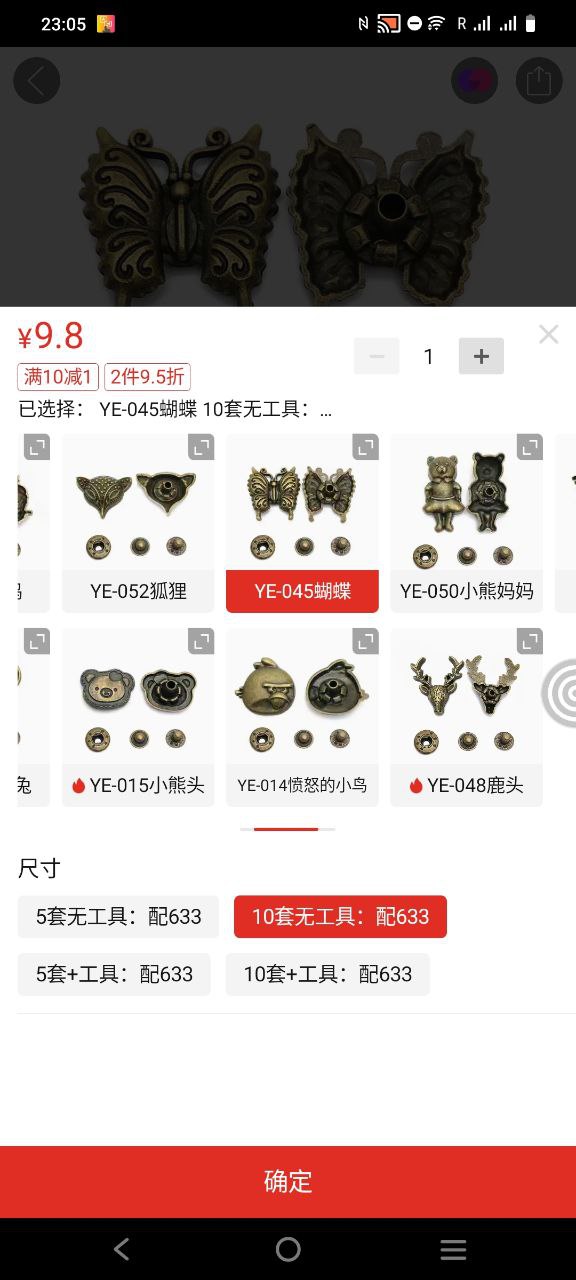 23:05
R
¥9.8
1
满10减1
2件9.5折
已选择： YE-045蝴蝶 10套无工具：...
YE-052狐狸
YE-045蝴蝶
YE-050小熊妈妈
兔
YE-015小熊头
YE-014愤怒的小鸟
YE-048鹿头
尺寸
5套无工具：配633
10套无工具：配633
5套+工具：配633
10套+工具：配633
确定